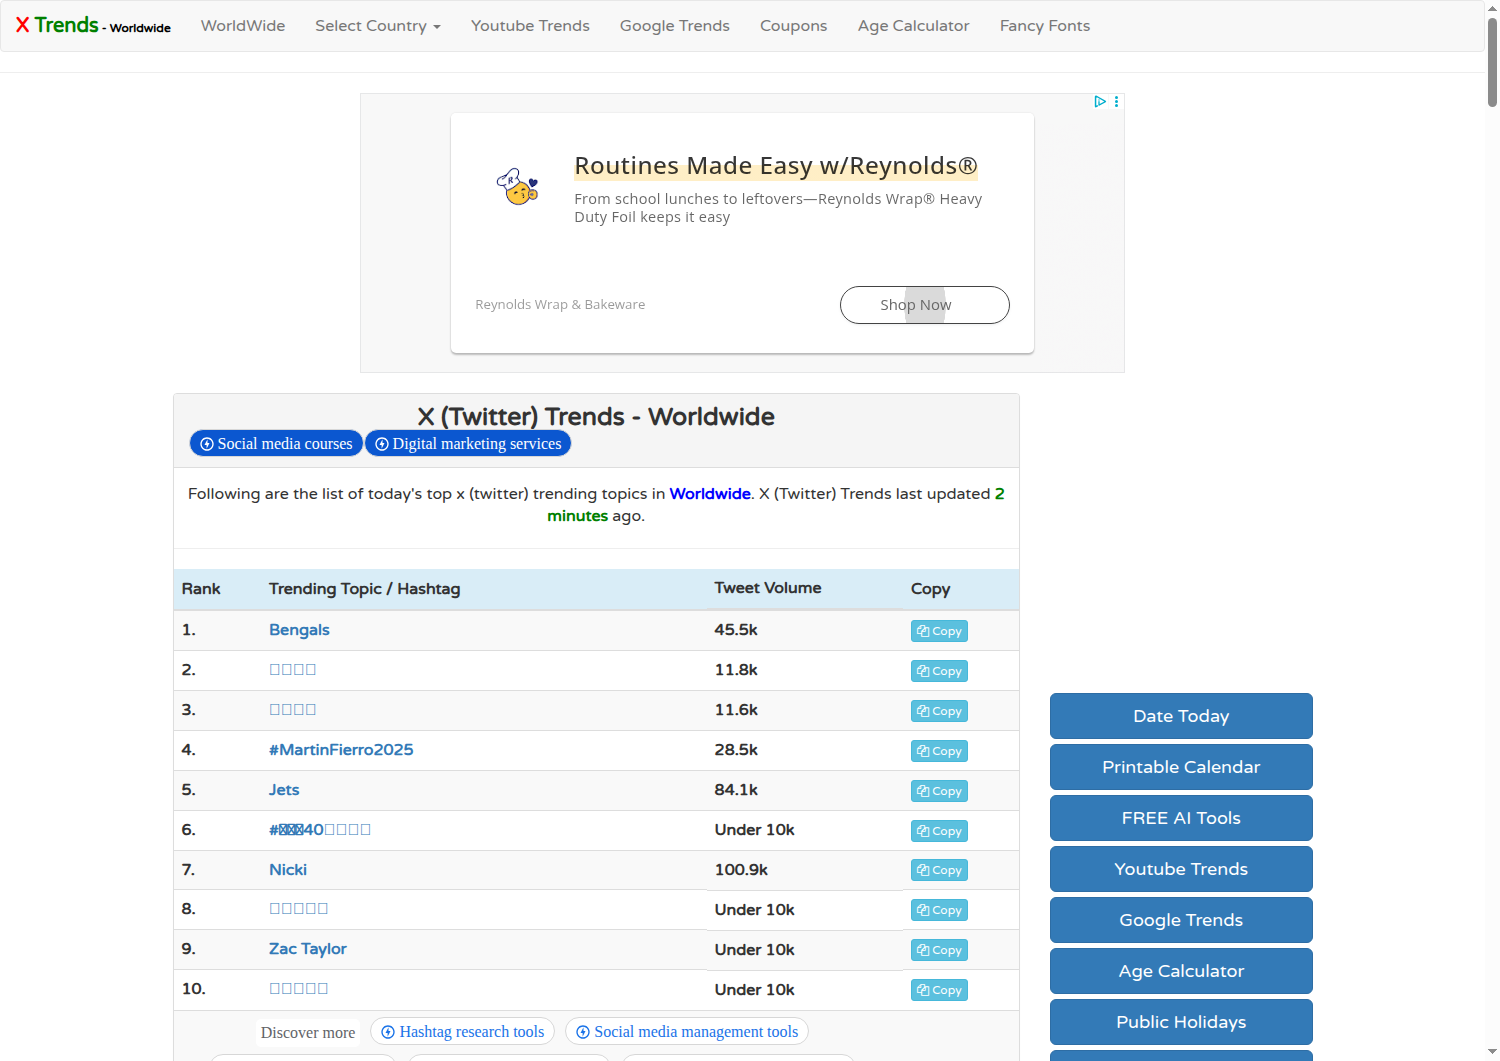 X Trends - Worldwide
WorldWide
Select Country
Youtube Trends
Google Trends
Coupons
Age Calculator
Fancy Fonts
Routines Made Easy w/Reynolds®
From school lunches to leftovers—Reynolds Wrap® Heavy
Duty Foil keeps it easy
Reynolds Wrap & Bakeware
Shop Now
X (Twitter) Trends - Worldwide
Social media courses
Digital marketing services
Following are the list of today's top x (twitter) trending topics in Worldwide. X (Twitter) Trends last updated 2
minutes ago.
Rank Trending Topic / Hashtag Tweet Volume Copy
1. Bengals 45.5k Copy
2. 11.8k Copy
3. 11.6k Copy
4. #MartinFierro2025 28.5k Copy
5. Jets 84.1k Copy
6. #40 Under 10k Copy
7. Nicki 100.9k Copy
8. Under 10k Copy
9. Zac Taylor Under 10k Copy
10. Under 10k Copy
Discover more
Hashtag research tools
Social media management tools
Date Today
Printable Calendar
FREE AI Tools
Youtube Trends
Google Trends
Age Calculator
Public Holidays